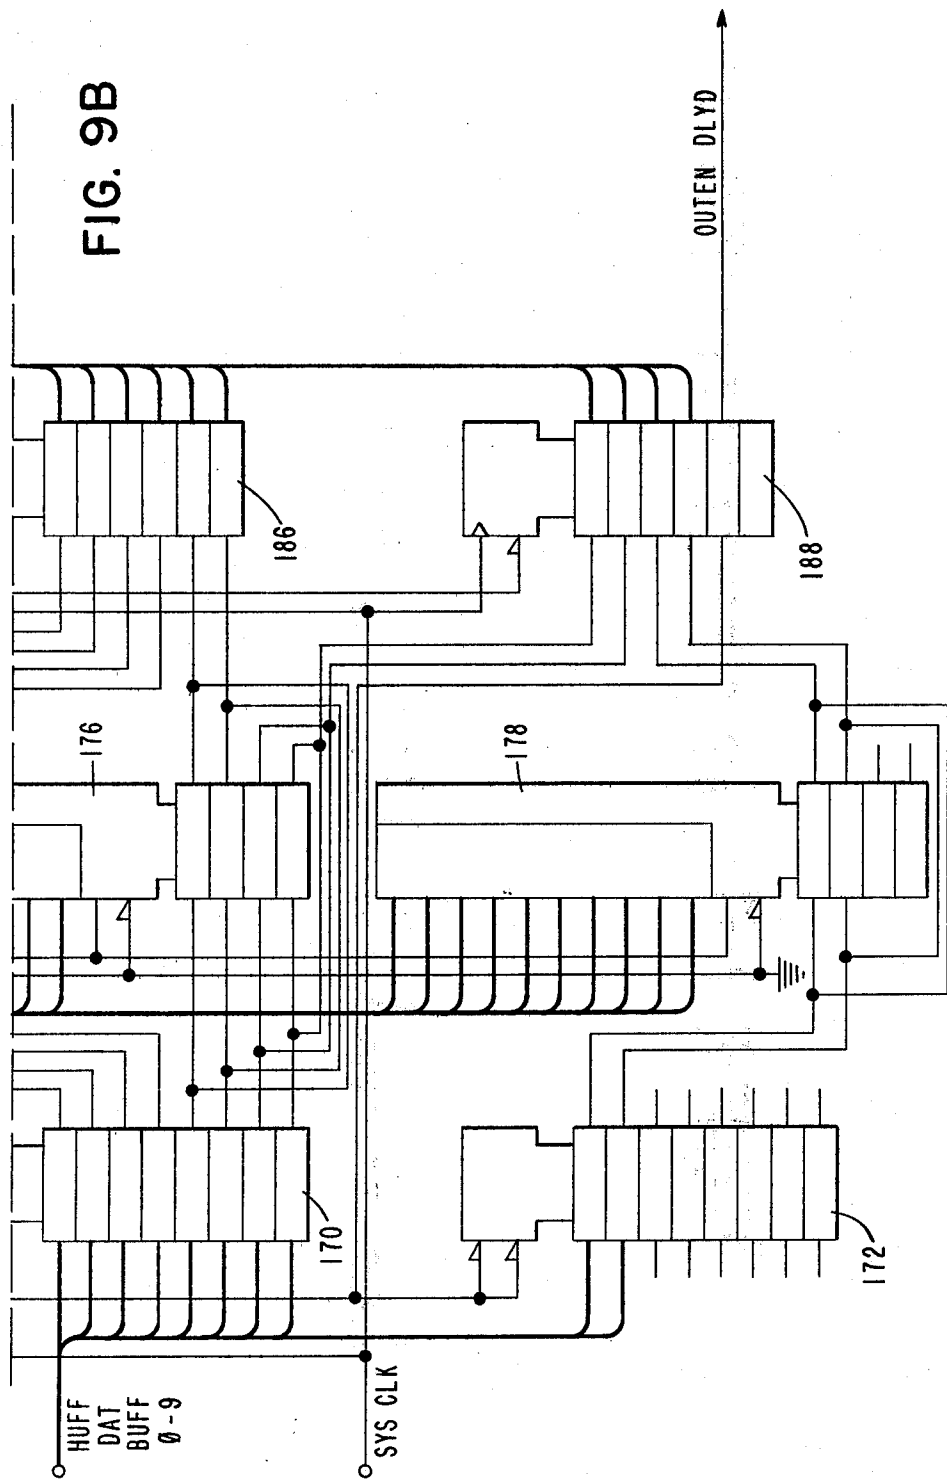 FIG. 9B
OUTEN DLYD
186
188
176
178
170
172
HUFF
DAT
BUFF
Ø-9
SYS CLK